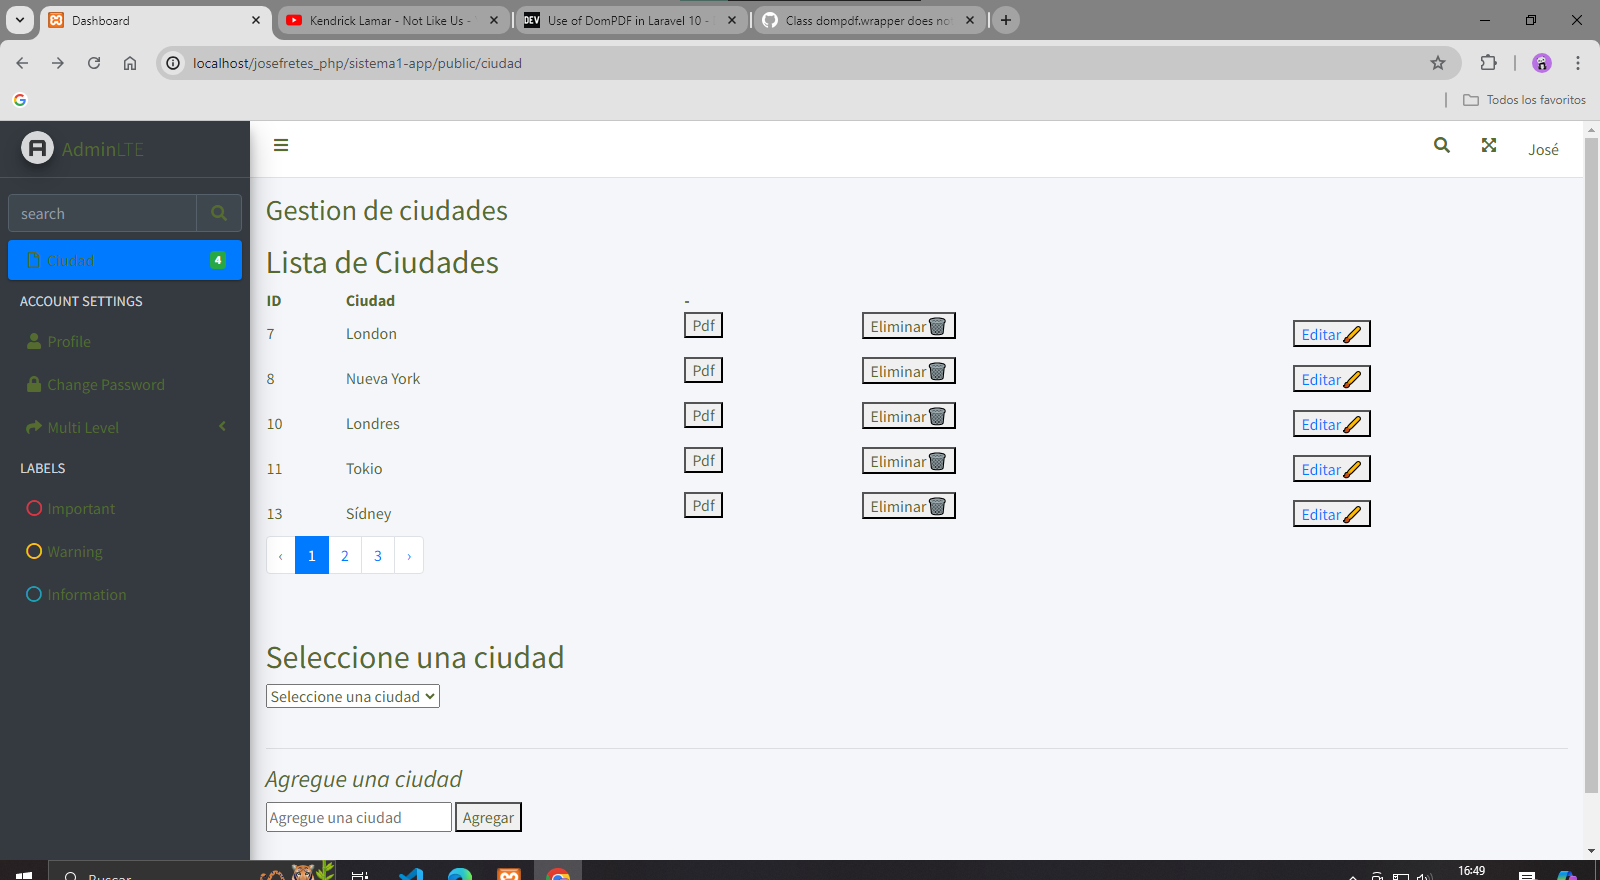 Dashboard
Kendrick Lamar - Not Like Us -
DEV Use of DomPDF in Laravel 10 -
Class dompdf.wrapper does no
localhost/josefretes_php/sistema1-app/public/ciudad
Todos los favoritos
AdminLTE
José
search
Gestion de ciudades
Ciudad 4
Lista de Ciudades
ACCOUNT SETTINGS
ID Ciudad -
7 London Pdf Eliminar Editar
Profile
8 Nueva York Pdf Eliminar Editar
Change Password
10 Londres Pdf Eliminar Editar
Multi Level
11 Tokio Pdf Eliminar Editar
LABELS
13 Sídney Pdf Eliminar Editar
Important
‹ 1 2 3 ›
Warning
Information
Seleccione una ciudad
Seleccione una ciudad
Agregue una ciudad
Agregue una ciudad Agregar
Buscar
16:49